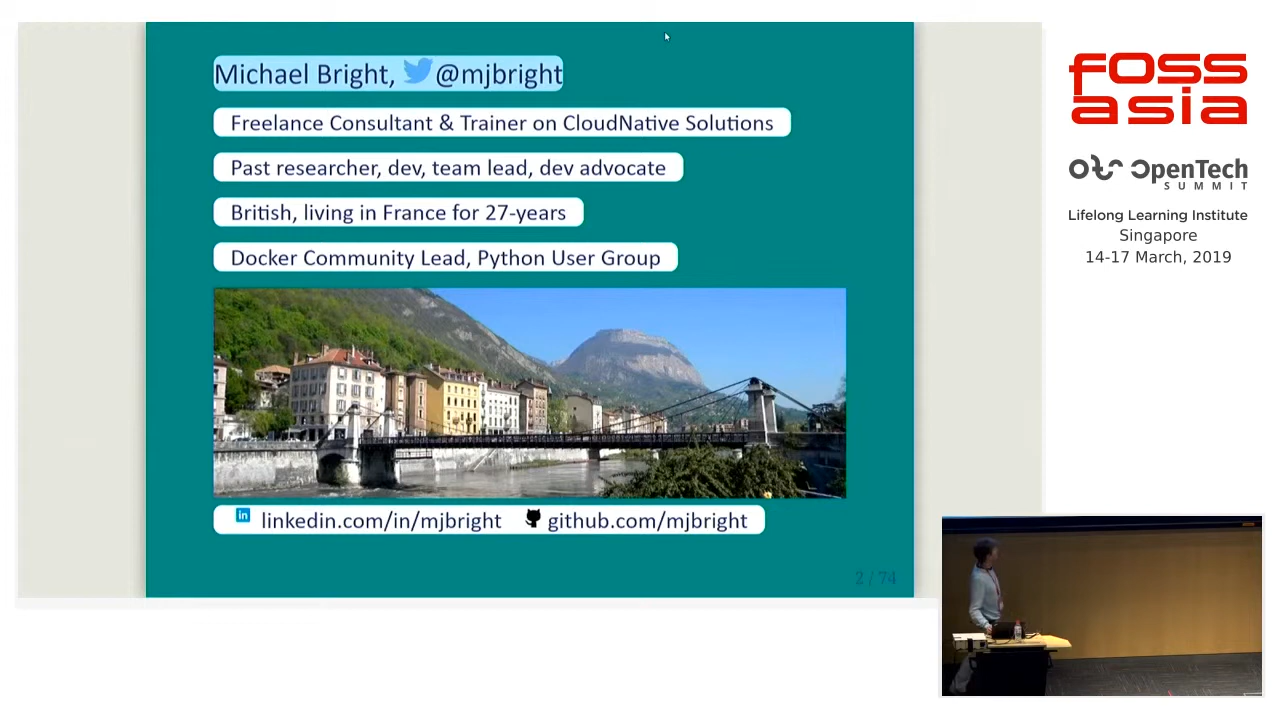 Michael Bright, @mjbright
Freelance Consultant & Trainer on CloudNative Solutions
Past researcher, dev, team lead, dev advocate
British, living in France for 27-years
Docker Community Lead, Python User Group
in linkedin.com/in/mjbright github.com/mjbright
2 / 74
fOSS
asia
OpenTech
SUMMIT
Lifelong Learning Institute
Singapore
14-17 March, 2019